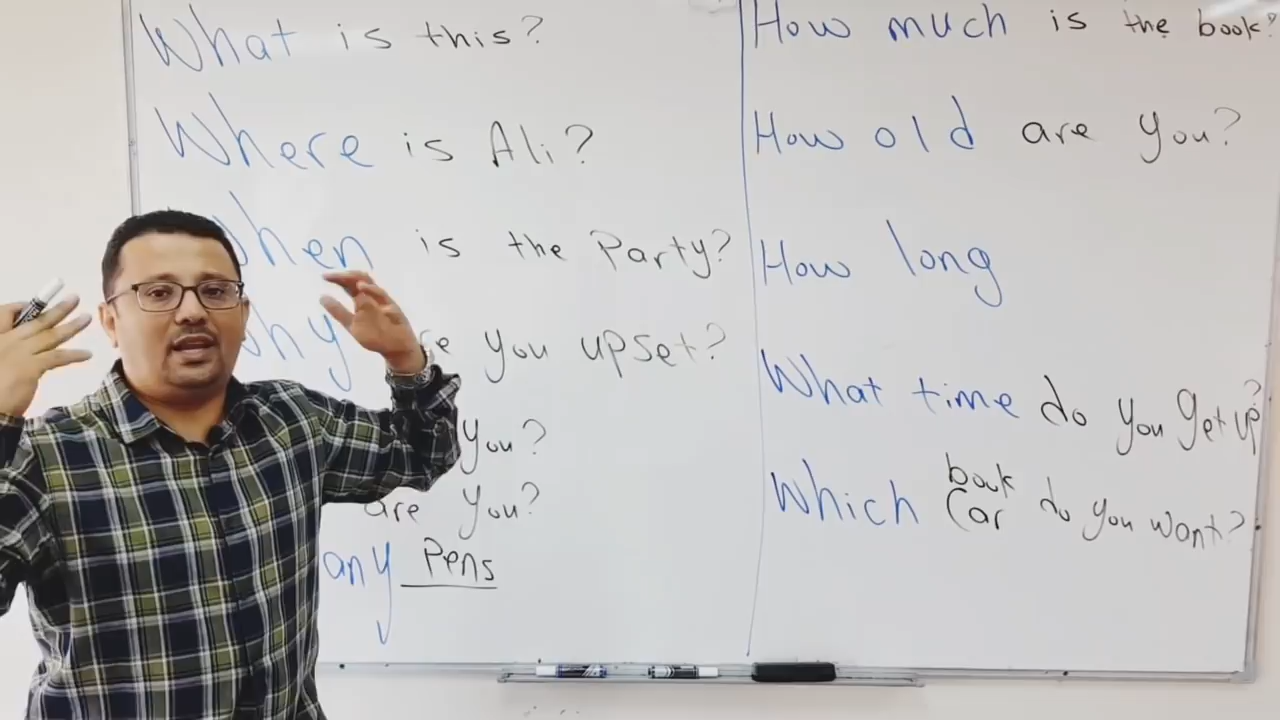 What is this?
Where is Ali?
When is the Party?
Why you upset?
you?
are you?
Pens
How much is the book?
How old are you?
How long
What time do you get up?
book
Which Car do you want?